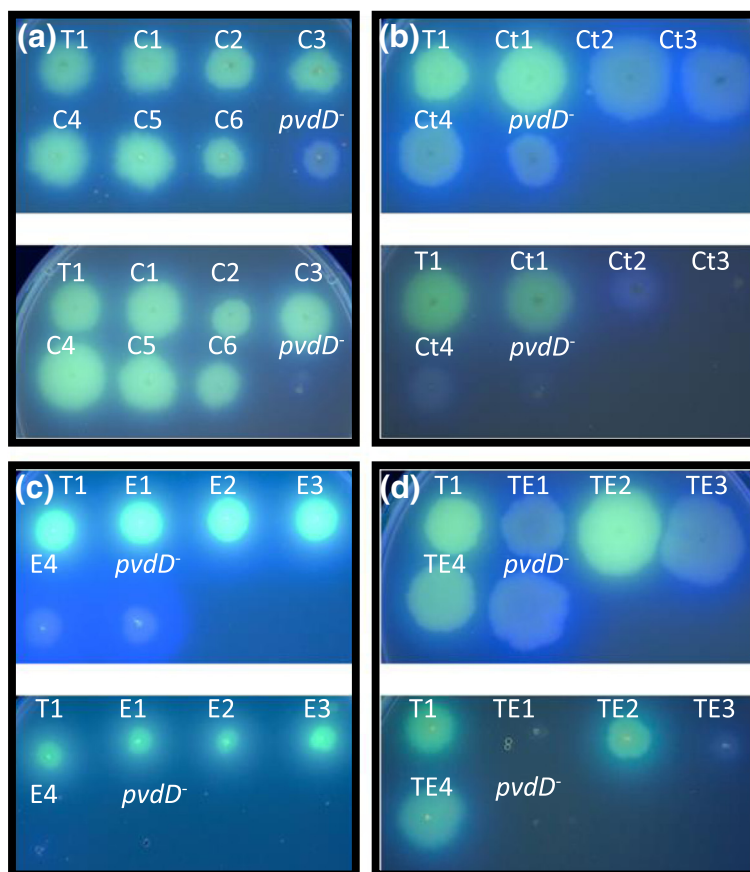 (a) T1 C1 C2 C3
C4 C5 C6 pvdD-
T1 C1 C2 C3
C4 C5 C6 pvdD-
(b) T1 Ct1 Ct2 Ct3
Ct4 pvdD-
T1 Ct1 Ct2 Ct3
Ct4 pvdD-
(c) T1 E1 E2 E3
E4 pvdD-
T1 E1 E2 E3
E4 pvdD-
(d) T1 TE1 TE2 TE3
TE4 pvdD-
T1 TE1 TE2 TE3
TE4 pvdD-